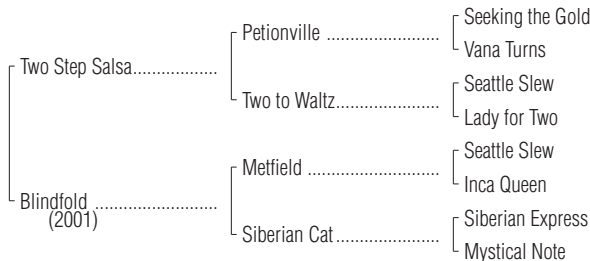 Seeking the Gold
Petionville ........................
Vana Turns
Two Step Salsa..................
Seattle Slew
Two to Waltz......................
Lady for Two
Seattle Slew
Metfield ............................
Inca Queen
Blindfold ..........................
(2001)
Siberian Express
Siberian Cat......................
Mystical Note